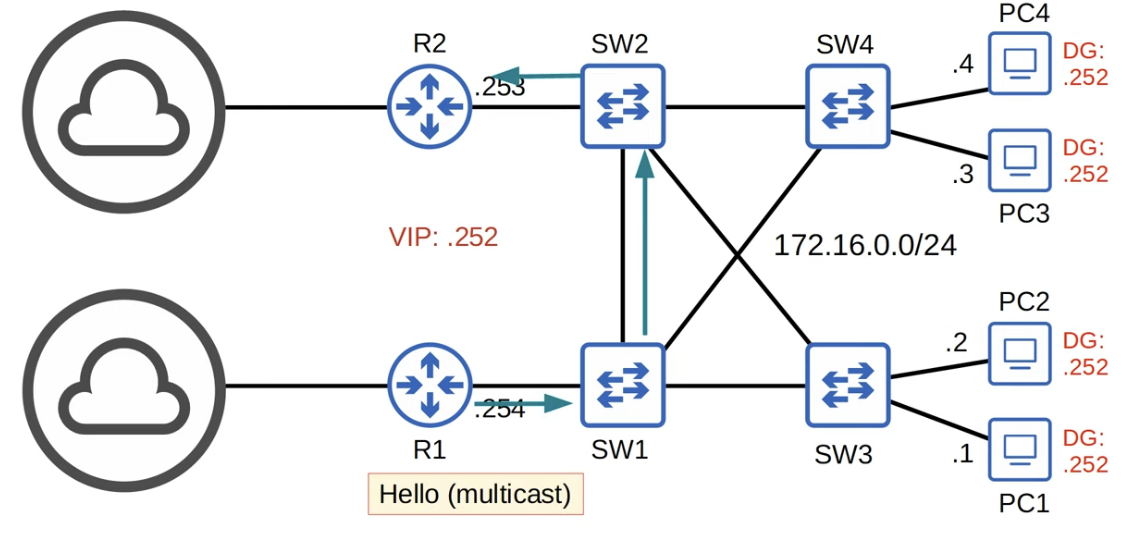 PC4
R2
SW2
SW4
DG:
.252
.4
.253
DG:
.252
.3
PC3
VIP: .252
172.16.0.0/24
PC2
.2
DG:
.252
.254
R1
SW1
SW3
.1
DG:
.252
Hello (multicast)
PC1